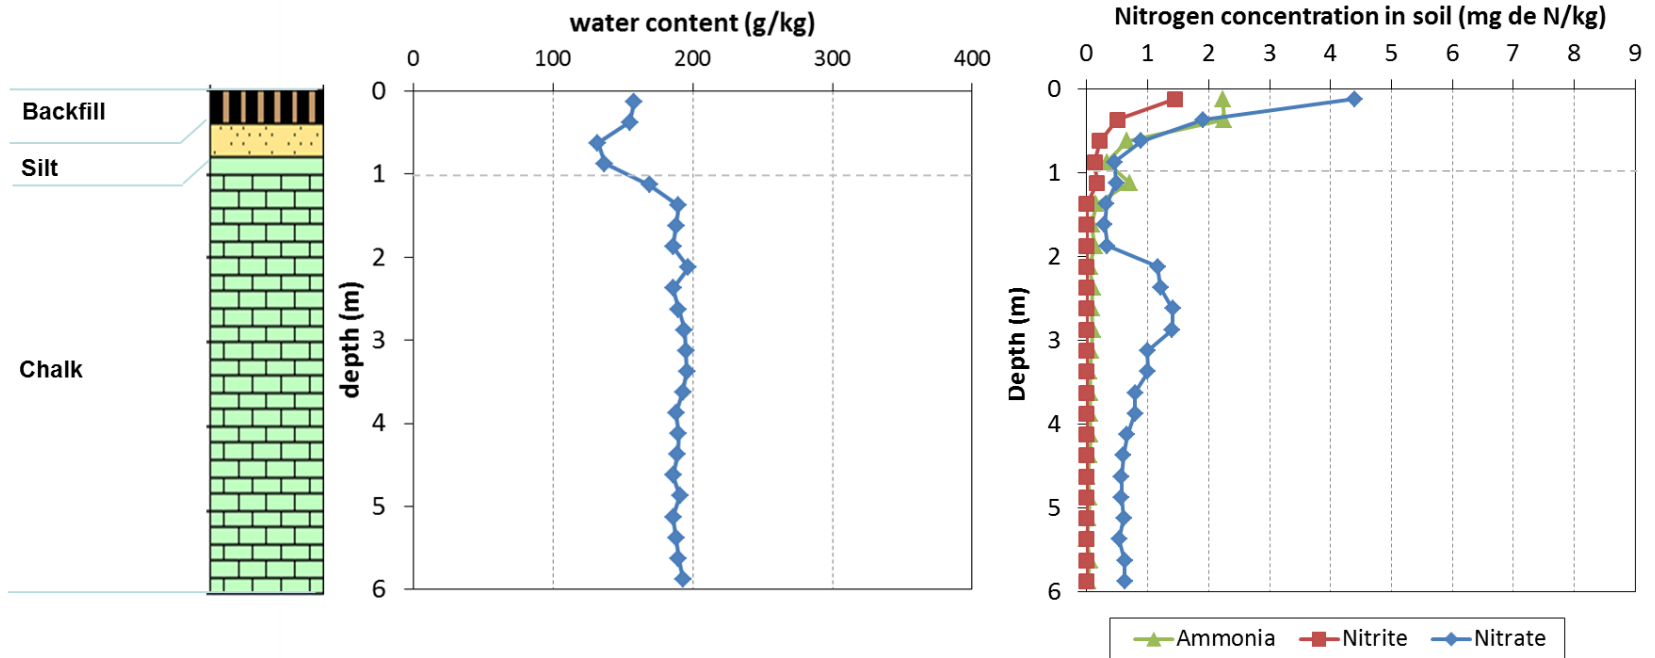 Backfill
Silt
Chalk
water content (g/kg)
0 100 200 300 400
0
1
2
3
4
5
6
depth (m)
Nitrogen concentration in soil (mg de N/kg)
0 1 2 3 4 5 6 7 8 9
0
1
2
3
4
5
6
Depth (m)
Ammonia Nitrite Nitrate